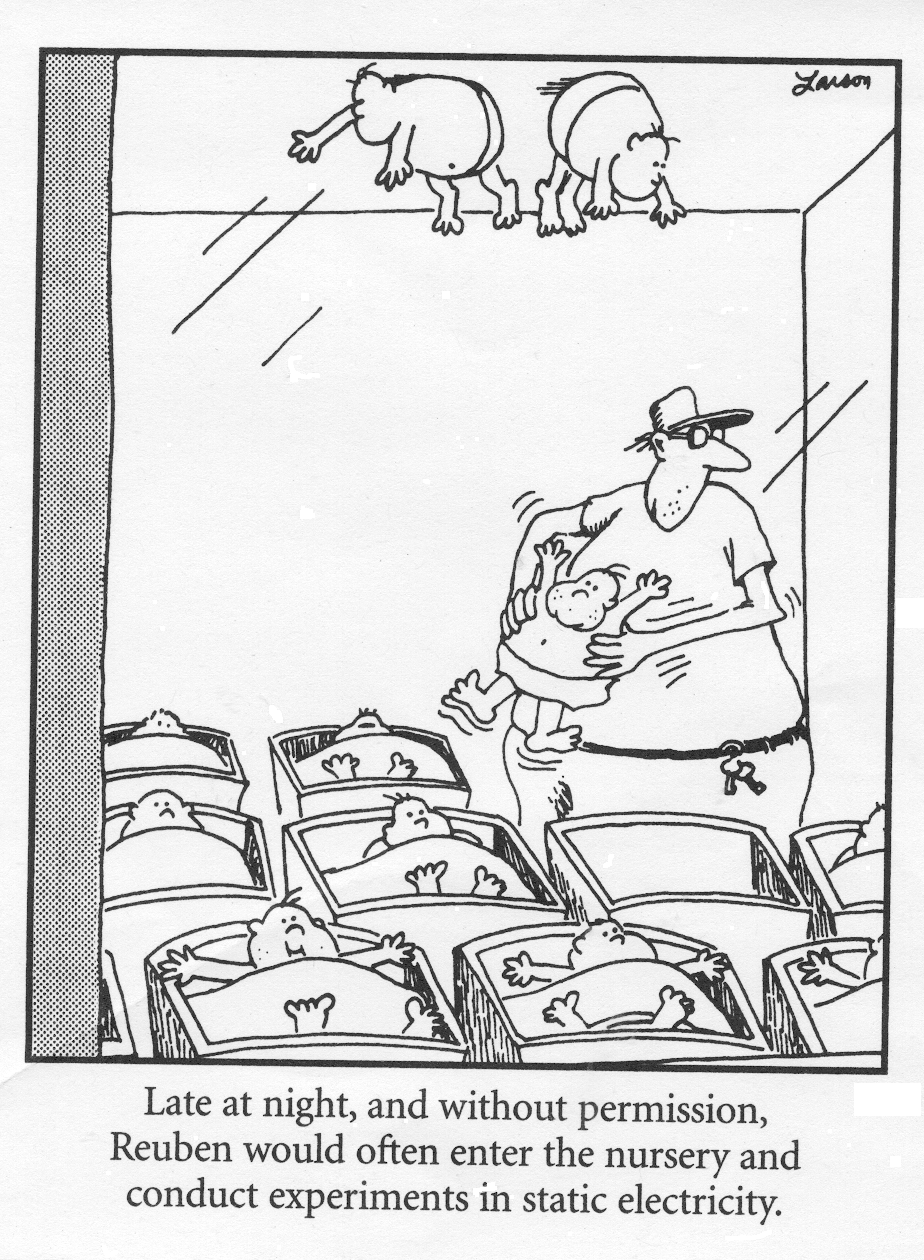 Larson
Late at night, and without permission,
Reuben would often enter the nursery and
conduct experiments in static electricity.